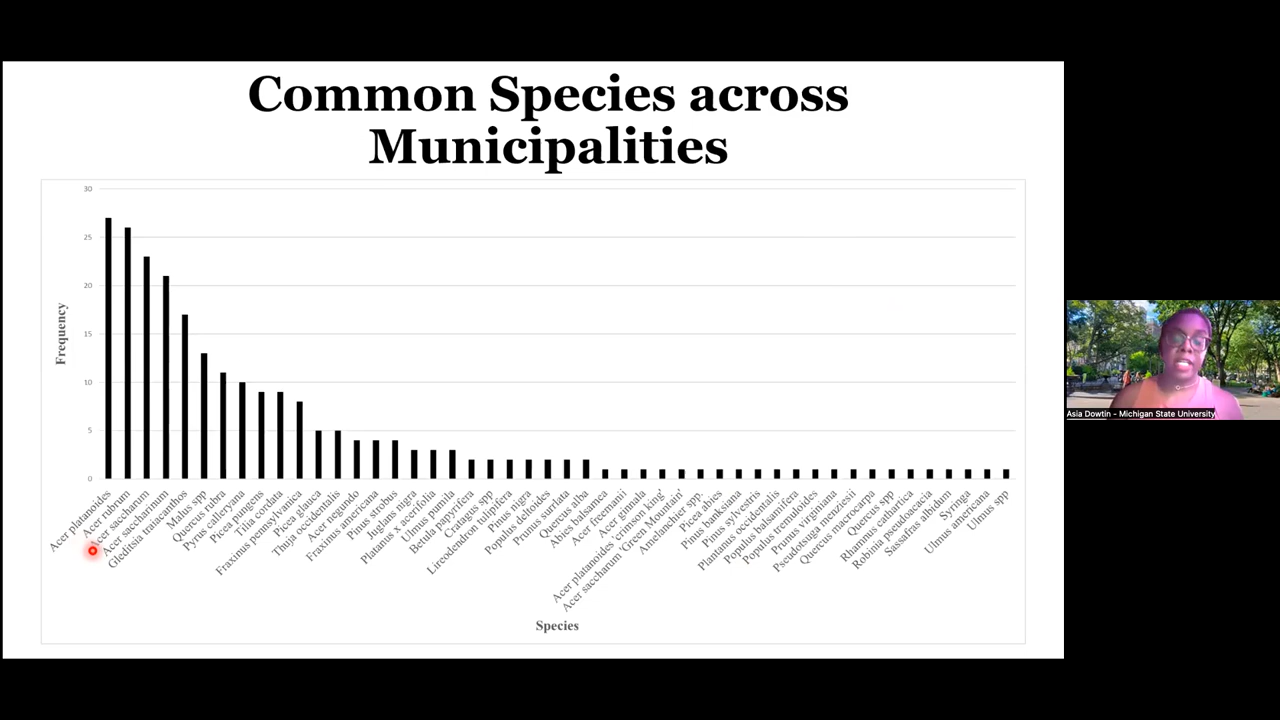 Common Species across
Municipalities
30
25
20
15
10
5
0
Frequency
Acer platanoides
Acer rubrum
Acer saccharum
Acer saccharinum
Gleditsia traiacanthos
Malus spp
Quercus rubra
Pyrus calleryana
Picea pungens
Tilia cordata
Fraxinus pennsylvanica
Picea glauca
Thuja occidentalis
Acer negundo
Fraxinus americana
Pinus strobus
Juglans nigra
Platanus x acerifolia
Ulmus pumila
Betula papyrifera
Cratagus spp
Lirodendron tulipfera
Pinus nigra
Populus deltoides
Prunus surrlata
Quercus alba
Abies balsamea
Acer freemanii
Acer ginnala
Acer platanoides 'crimson king'
Acer saccharum 'Green Mountain'
Amelanchier spp.
Picea abies
Pinus banksiana
Pinus sylvestris
Plantanus occidentalis
Populus balsamifera
Populus tremuloides
Prunus virginiana
Pseudotsuga menziesii
Quercus macrocarpa
Quercus spp
Rhamnus cathartica
Robinia pseudoacacia
Sassafras albidum
Syringa
Ulmus americana
Ulmus spp
Species
Asia Dowtin - Michigan State University